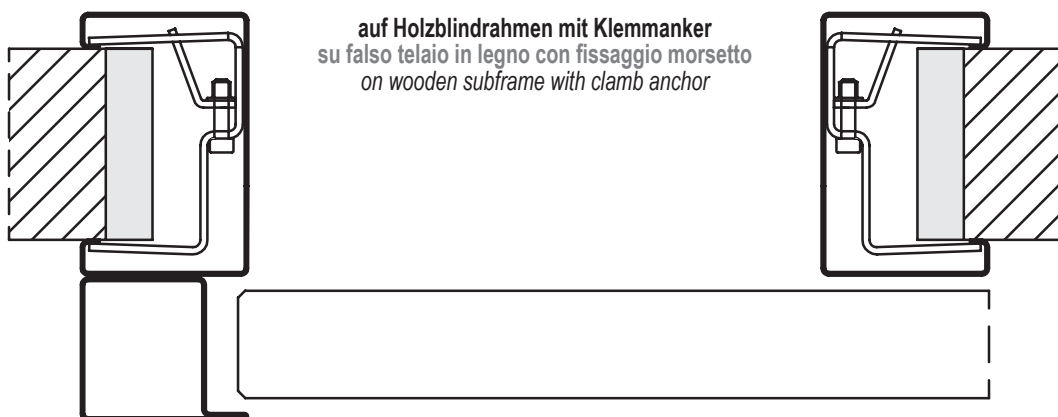 auf Holzblindrahmen mit Klemmanker
su falso telaio in legno con fissaggio morsetto
on wooden subframe with clamb anchor